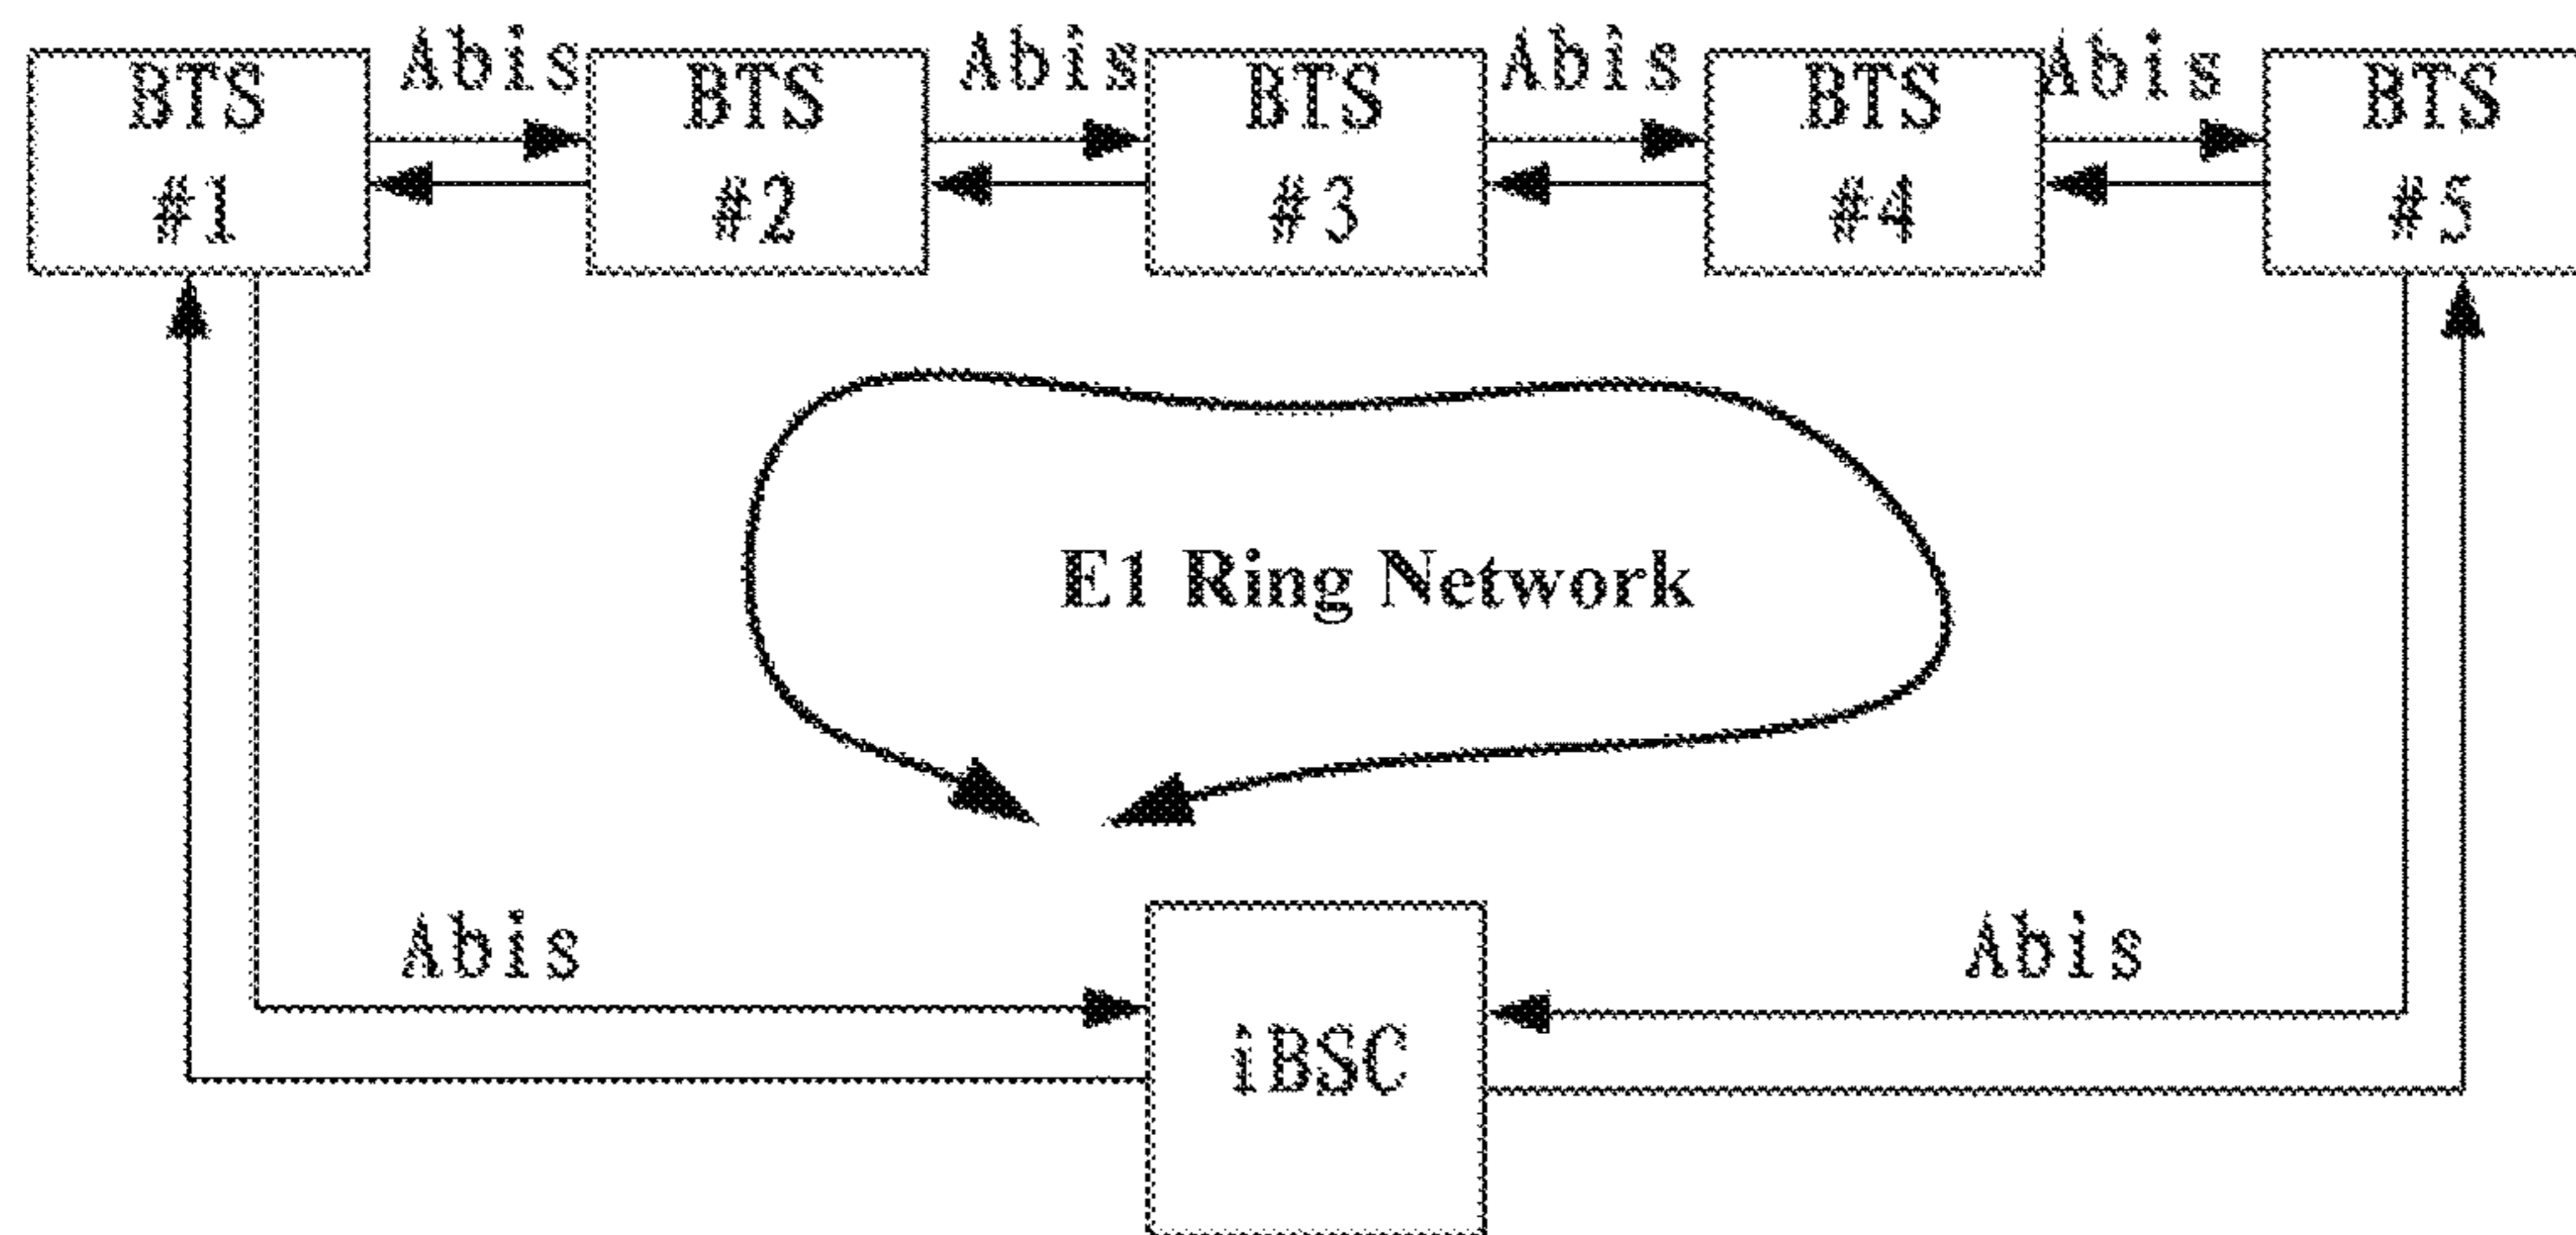 BTS
#1
Abis
BTS
#2
Abis
BTS
#3
Abis
BTS
#4
Abis
BTS
#5
E1 Ring Network
Abis
iBSC
Abis